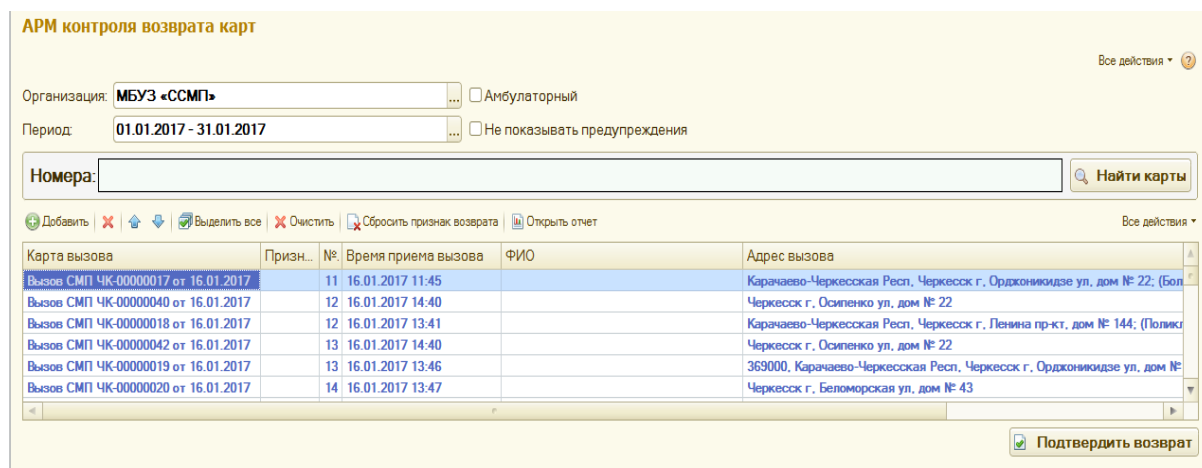 АРМ контроля возврата карт
Все действия
Организация: МБУЗ «ССМП» ... Амбулаторный
Период: 01.01.2017 - 31.01.2017 ... Не показывать предупреждения
Номера: Найти карты
Добавить Выделить все Очистить Сбросить признак возврата Открыть отчет Все действия
Карта вызова Призн... №. Время приема вызова ФИО Адрес вызова
Вызов СМП ЧК-00000017 от 16.01.2017 11 16.01.2017 11:45 Карачаево-Черкесская Респ, Черкесск г, Орджоникидзе ул, дом № 22; (Бол
Вызов СМП ЧК-00000040 от 16.01.2017 12 16.01.2017 14:40 Черкесск г, Осипенко ул, дом № 22
Вызов СМП ЧК-00000018 от 16.01.2017 12 16.01.2017 13:41 Карачаево-Черкесская Респ, Черкесск г, Ленина пр-кт, дом № 144; (Поликл
Вызов СМП ЧК-00000042 от 16.01.2017 13 16.01.2017 14:40 Черкесск г, Осипенко ул, дом № 22
Вызов СМП ЧК-00000019 от 16.01.2017 13 16.01.2017 13:46 369000, Карачаево-Черкесская Респ, Черкесск г, Орджоникидзе ул, дом №
Вызов СМП ЧК-00000020 от 16.01.2017 14 16.01.2017 13:47 Черкесск г, Беломорская ул, дом № 43
Подтвердить возврат